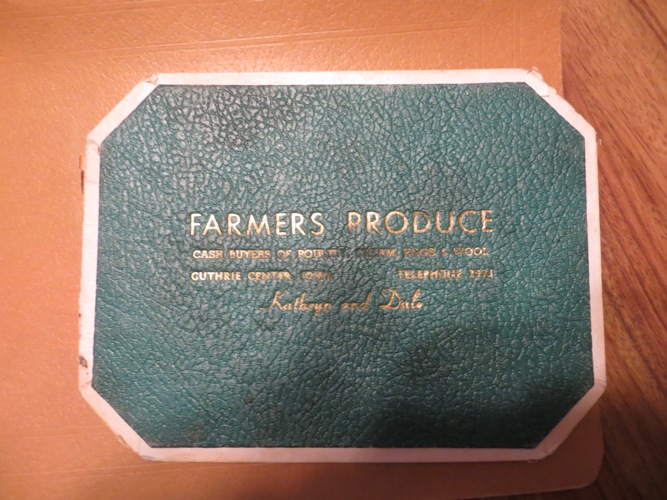 FARMERS PRODUCE
CASH BUYERS OF POULTRY, CREAM, EGGS & WOOL
GUTHRIE CENTER, IOWA TELEPHONE
Kathryn and Dale